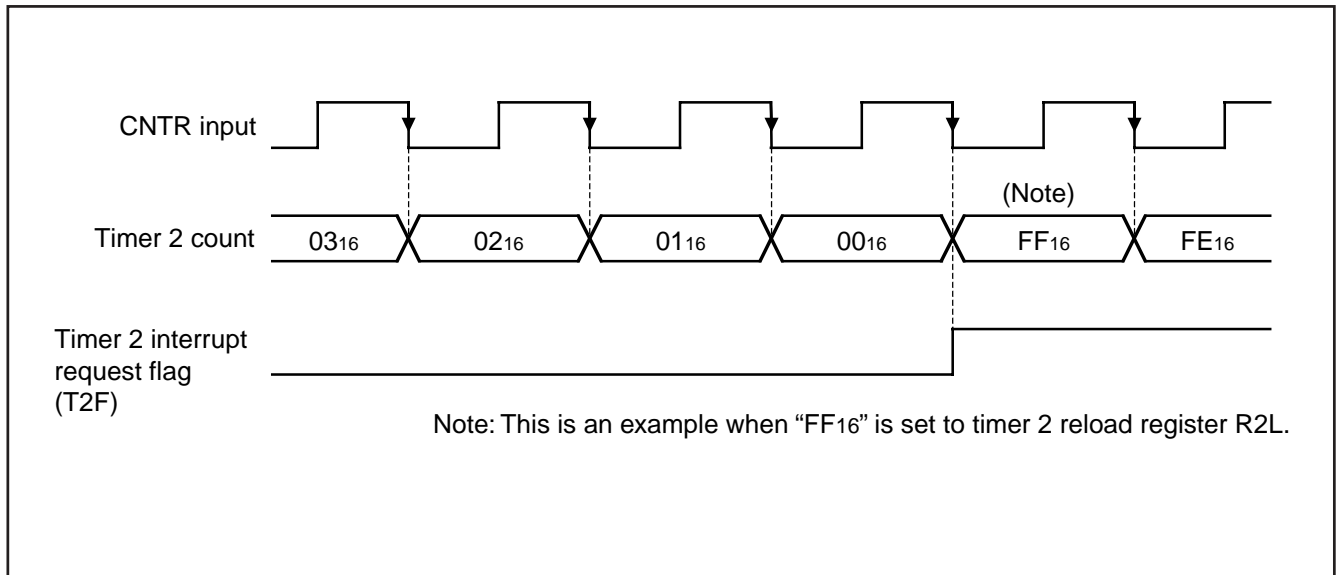 CNTR input
(Note)
Timer 2 count
0316 0216 0116 0016 FF16 FE16
Timer 2 interrupt
request flag
(T2F)
Note: This is an example when “FF16” is set to timer 2 reload register R2L.